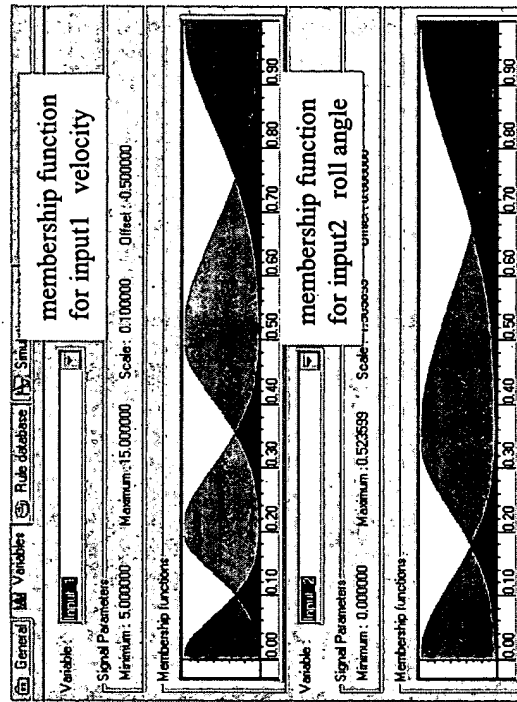 General Variables Rule database
membership function
for input1 velocity
Variable: Input_1
Signal Parameters
Minimum: 5.000000 Maximum: 15.000000 Scale: 0.100000 Offset: -0.500000
Membership functions
0.00 0.10 0.20 0.30 0.40 0.50 0.60 0.70 0.80 0.90
membership function
for input2 roll angle
Variable: Input_2
Signal Parameters
Minimum: 0.000000 Maximum: 0.523599 Scale:
Membership functions
0.00 0.10 0.20 0.30 0.40 0.50 0.60 0.70 0.80 0.90